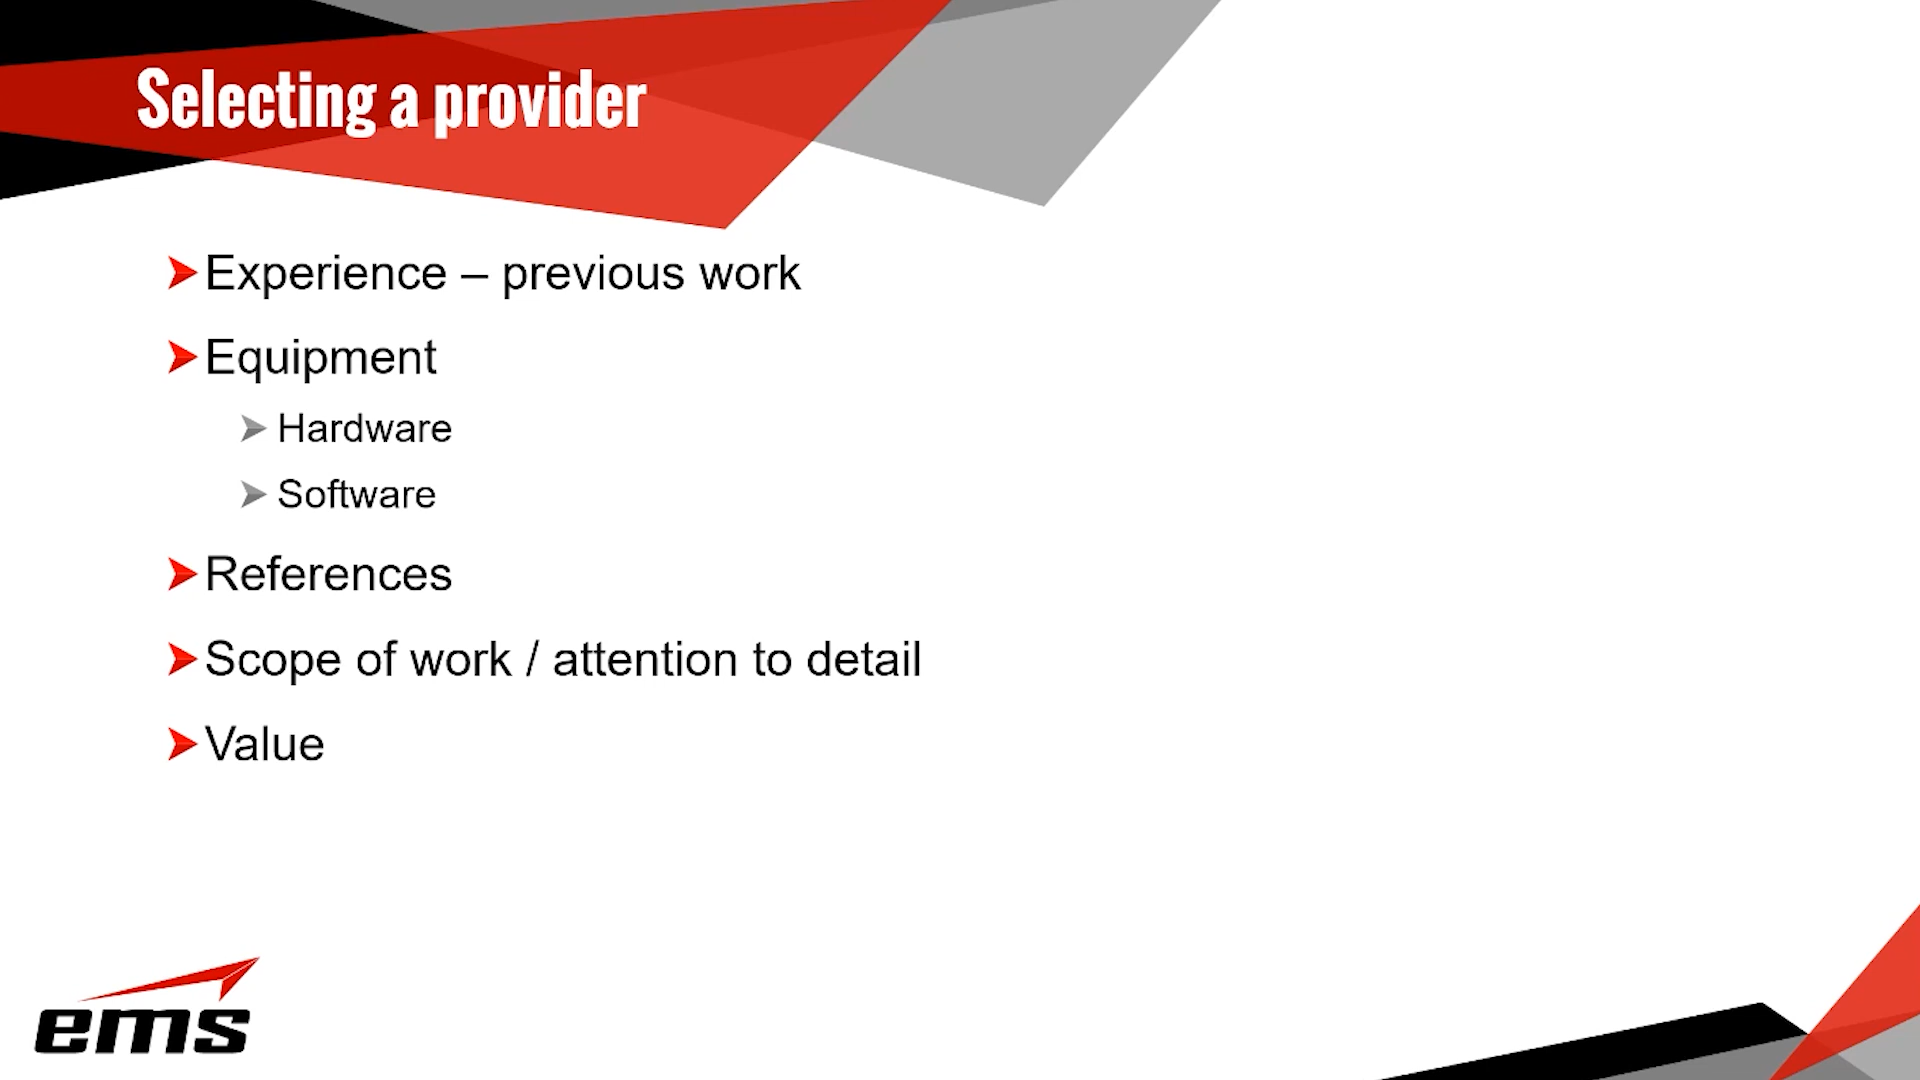 Selecting a provider
Experience – previous work
Equipment
Hardware
Software
References
Scope of work / attention to detail
Value
ems